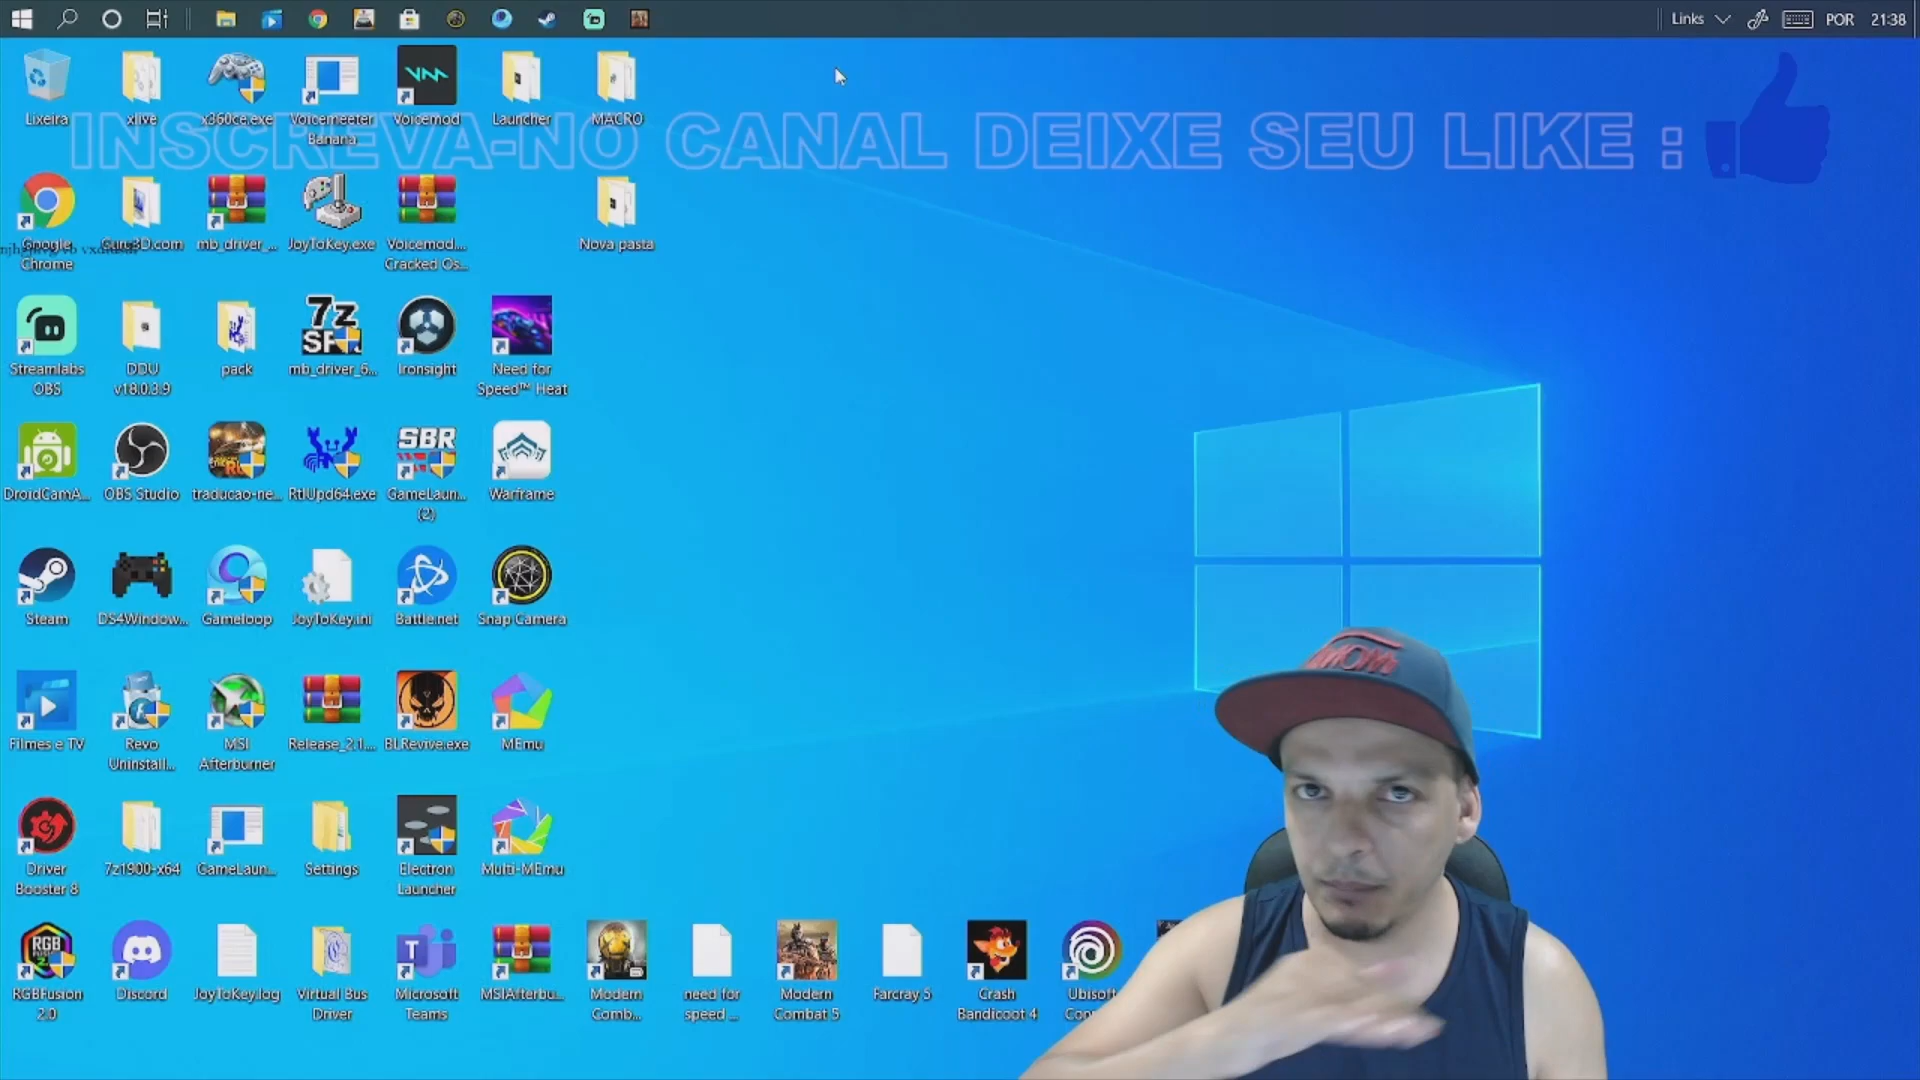 Links
POR
21:38
INSCREVA-NO CANAL DEIXE SEU LIKE :
Lixeira
xlive
x360ce.exe
Voicemeeter Banana
Voicemod
Launcher
MACRO
Google Chrome
mb_driver_...
JoyToKey.exe
Voicemod.... Cracked Os...
Nova pasta
Streamlabs OBS
DDU v18.0.3.9
pack
7z
mb_driver_6...
Ironsight
Need for Speed™ Heat
DroidCamA...
OBS Studio
traducao-ne...
RtlUpd64.exe
SBR
GameLaun... (2)
Warframe
Steam
DS4Window...
Gameloop
JoyToKey.ini
Battle.net
Snap Camera
Filmes e TV
Revo Uninstall...
MSI Afterburner
Release_2.1....
BLRevive.exe
MEmu
Driver Booster 8
7z1900-x64
GameLaun...
Settings
Electron Launcher
Multi-MEmu
RGB
RGBFusion 2.0
Discord
JoyToKey.log
Virtual Bus Driver
Microsoft Teams
MSIAfterbu...
Modern Comb...
need for speed ...
Modern Combat 5
Farcray 5
Crash Bandicoot 4
Ubisoft